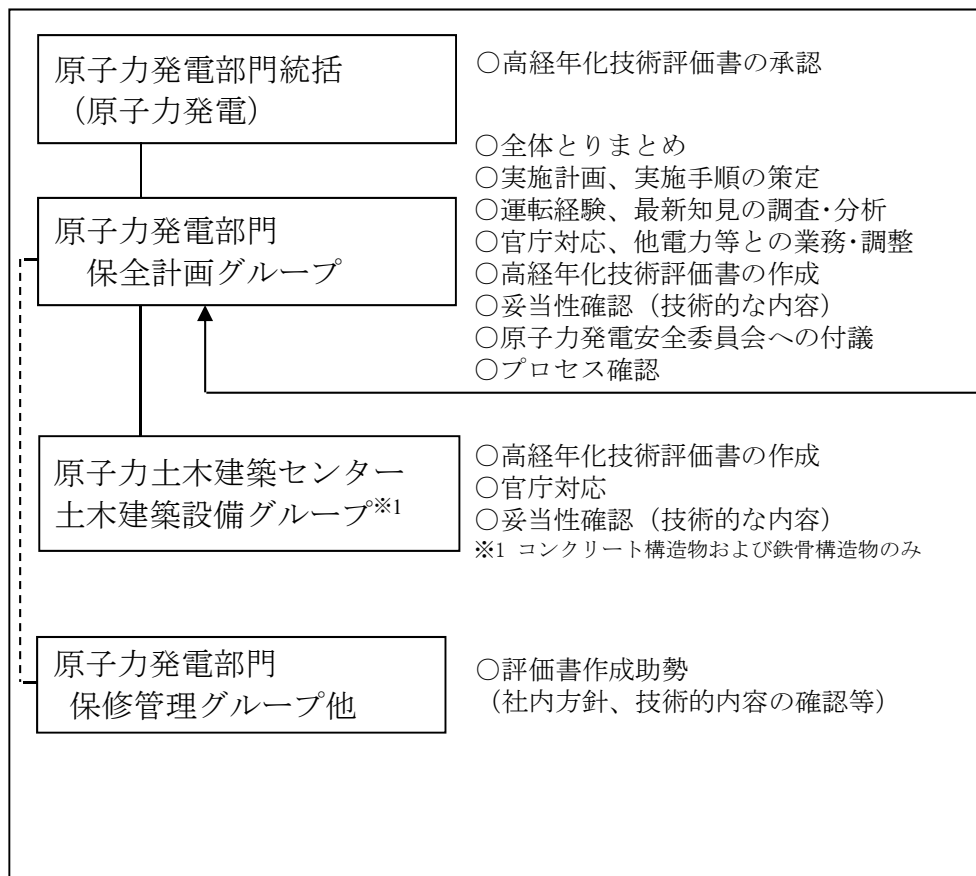 原子力発電部門統括
（原子力発電）
○高経年化技術評価書の承認
原子力発電部門
保全計画グループ
○全体とりまとめ
○実施計画、実施手順の策定
○運転経験、最新知見の調査･分析
○官庁対応、他電力等との業務･調整
○高経年化技術評価書の作成
○妥当性確認（技術的な内容）
○原子力発電安全委員会への付議
○プロセス確認
原子力土木建築センター
土木建築設備グループ※1
○高経年化技術評価書の作成
○官庁対応
○妥当性確認（技術的な内容）
※1 コンクリート構造物および鉄骨構造物のみ
原子力発電部門
保修管理グループ他
○評価書作成助勢
（社内方針、技術的内容の確認等）